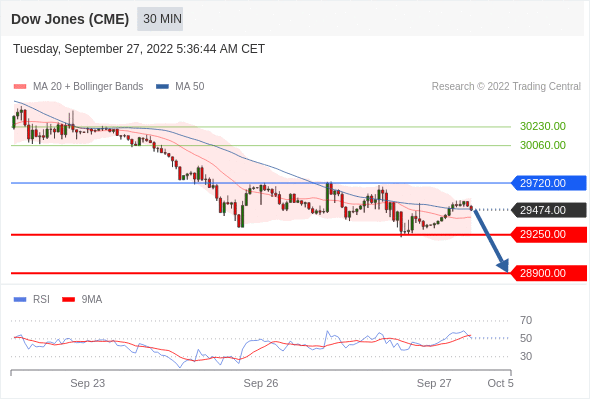 Dow Jones (CME) 30 MIN
Tuesday, September 27, 2022 5:36:44 AM CET
MA 20 + Bollinger Bands MA 50 Research © 2022 Trading Central
30230.00
30060.00
29720.00
29474.00
29250.00
28900.00
RSI 9MA
70
50
30
Sep 23 Sep 26 Sep 27 Oct 5